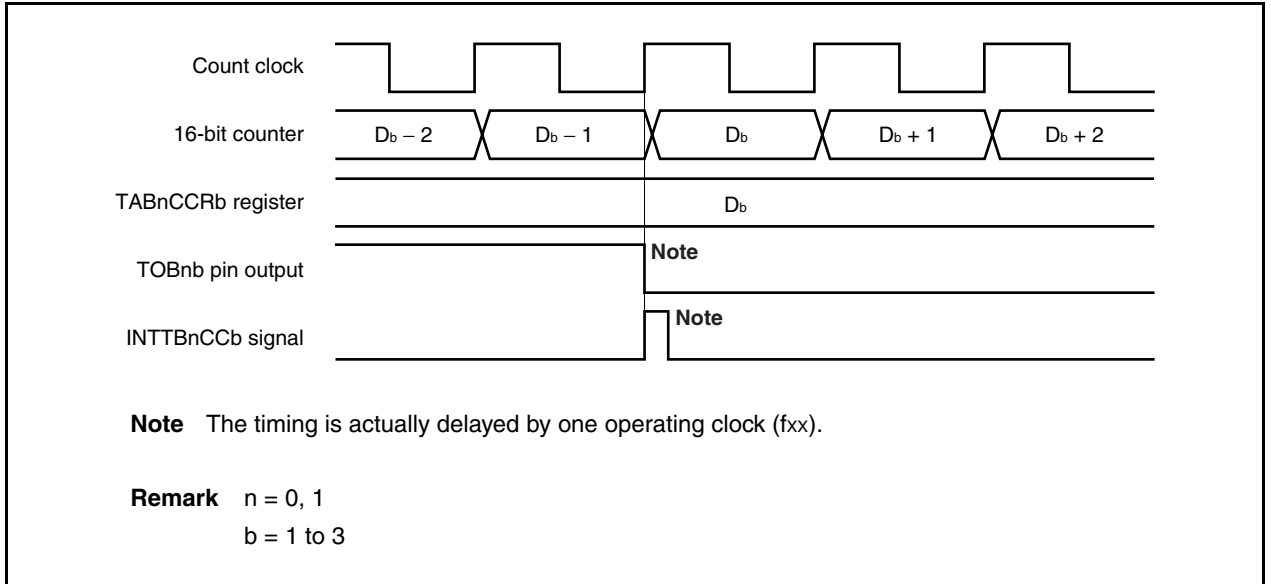 Count clock
16-bit counter Db − 2 Db − 1 Db Db + 1 Db + 2
TABnCCRb register Db
TOBnb pin output Note
INTTBnCCb signal Note
Note The timing is actually delayed by one operating clock (fxx).
Remark n = 0, 1
b = 1 to 3